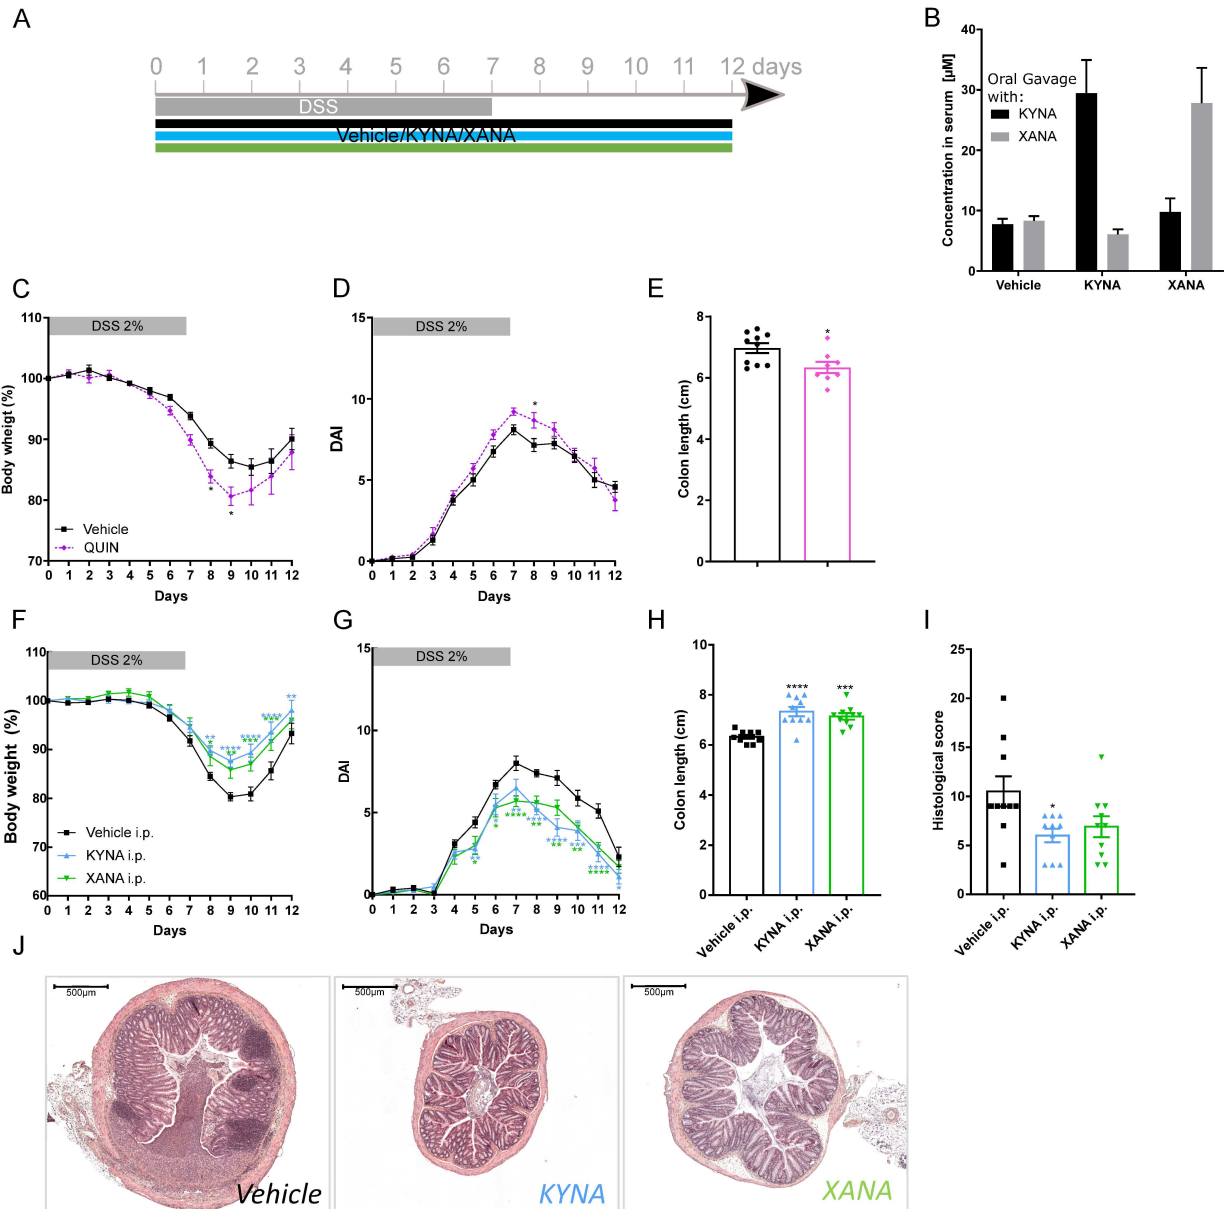 A
0 1 2 3 4 5 6 7 8 9 10 11 12 days
DSS
Vehicle/KYNA/XANA
B
Concentration in serum [µM]
40
30
20
10
0
Oral Gavage
with:
KYNA
XANA
Vehicle KYNA XANA
C
Body wheigt (%)
110
100
90
80
70
DSS 2%
* *
Vehicle
QUIN
0 1 2 3 4 5 6 7 8 9 10 11 12
Days
D
DAI
15
10
5
0
DSS 2%
*
0 1 2 3 4 5 6 7 8 9 10 11 12
Days
E
Colon length (cm)
8
6
4
2
0
*
F
Body weight (%)
110
100
90
80
70
60
DSS 2%
** **** **** **** **
* ** *** ***
Vehicle i.p.
KYNA i.p.
XANA i.p.
0 1 2 3 4 5 6 7 8 9 10 11 12
Days
G
DAI
15
10
5
0
DSS 2%
** * ** **** **** *** **** *
* * **** ** ** ** ****
0 1 2 3 4 5 6 7 8 9 10 11 12
Days
H
Colon length (cm)
10
8
6
4
2
0
**** ***
Vehicle i.p. KYNA i.p. XANA i.p.
I
Histological score
25
20
15
10
5
0
*
Vehicle i.p. KYNA i.p. XANA i.p.
J
500µm
Vehicle
500µm
KYNA
500µm
XANA